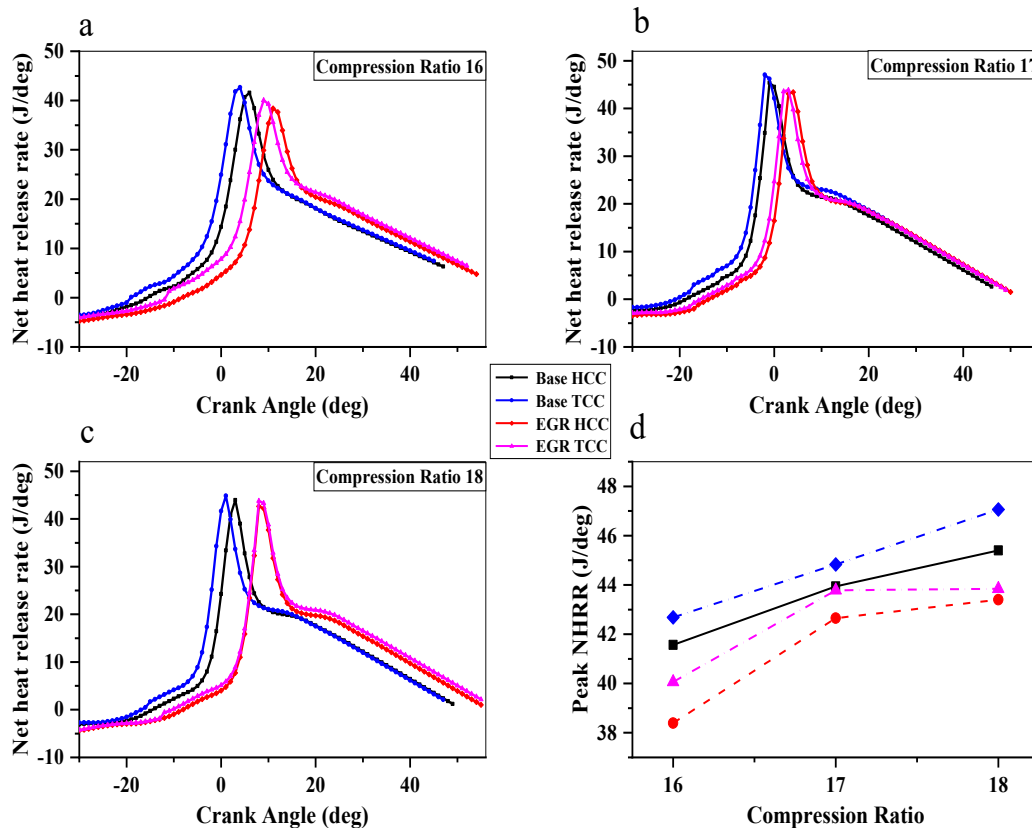 a
Compression Ratio 16
Net heat release rate (J/deg)
50
40
30
20
10
0
-10
-20
0
20
40
Crank Angle (deg)
b
Compression Ratio 17
Net heat release rate (J/deg)
50
40
30
20
10
0
-10
-20
0
20
40
Crank Angle (deg)
Base HCC
Base TCC
EGR HCC
EGR TCC
c
Compression Ratio 18
Net heat release rate (J/deg)
50
40
30
20
10
0
-10
-20
0
20
40
Crank Angle (deg)
d
Peak NHRR (J/deg)
48
46
44
42
40
38
16
17
18
Compression Ratio